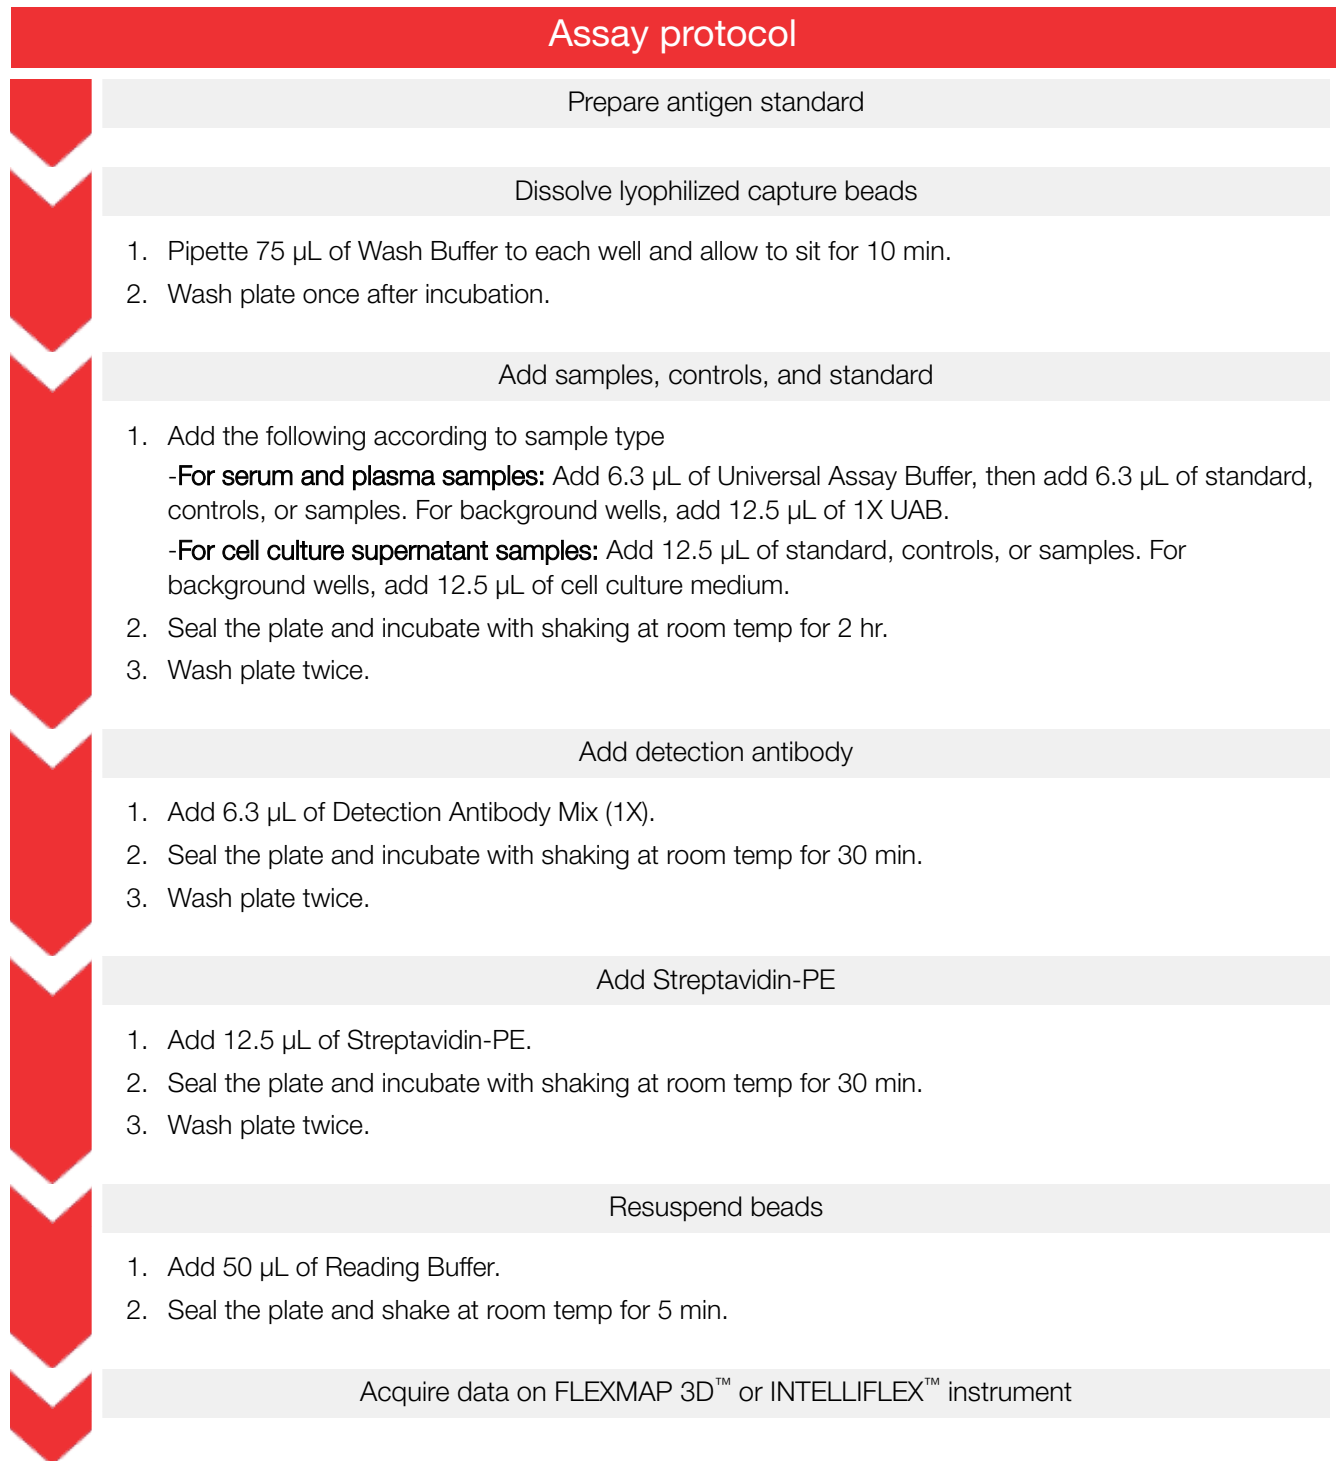 Assay protocol
Prepare antigen standard
Dissolve lyophilized capture beads
1. Pipette 75 µL of Wash Buffer to each well and allow to sit for 10 min.
2. Wash plate once after incubation.
Add samples, controls, and standard
1. Add the following according to sample type
-For serum and plasma samples: Add 6.3 µL of Universal Assay Buffer, then add 6.3 µL of standard,
controls, or samples. For background wells, add 12.5 µL of 1X UAB.
-For cell culture supernatant samples: Add 12.5 µL of standard, controls, or samples. For
background wells, add 12.5 µL of cell culture medium.
2. Seal the plate and incubate with shaking at room temp for 2 hr.
3. Wash plate twice.
Add detection antibody
1. Add 6.3 µL of Detection Antibody Mix (1X).
2. Seal the plate and incubate with shaking at room temp for 30 min.
3. Wash plate twice.
Add Streptavidin-PE
1. Add 12.5 µL of Streptavidin-PE.
2. Seal the plate and incubate with shaking at room temp for 30 min.
3. Wash plate twice.
Resuspend beads
1. Add 50 µL of Reading Buffer.
2. Seal the plate and shake at room temp for 5 min.
Acquire data on FLEXMAP 3D™ or INTELLIFLEX™ instrument